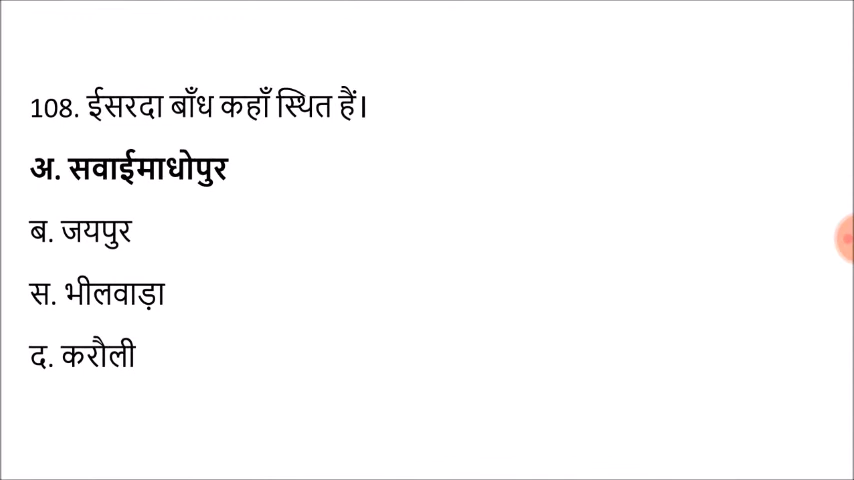 108. ईसरदा बाँध कहाँ स्थित हैं।
अ. सवाईमाधोपुर
ब. जयपुर
स. भीलवाड़ा
द. करौली